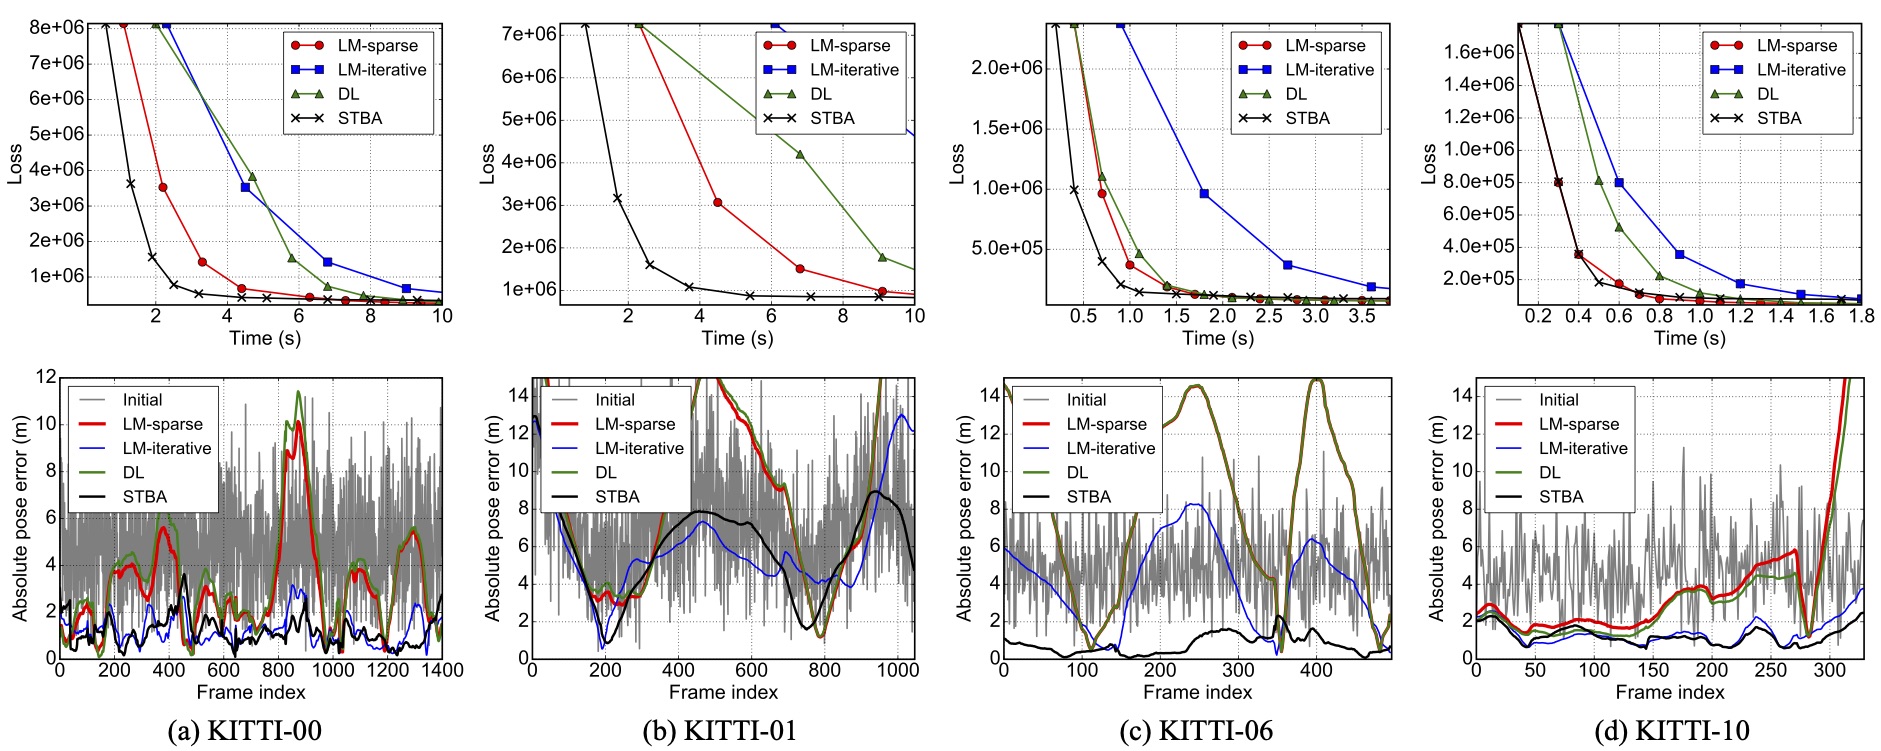 8e+06
7e+06
6e+06
5e+06
4e+06
3e+06
2e+06
1e+06
Loss
2 4 6 8 10
Time (s)
LM-sparse
LM-iterative
DL
STBA
7e+06
6e+06
5e+06
4e+06
3e+06
2e+06
1e+06
Loss
2 4 6 8 10
Time (s)
LM-sparse
LM-iterative
DL
STBA
2.0e+06
1.5e+06
1.0e+06
5.0e+05
Loss
0.5 1.0 1.5 2.0 2.5 3.0 3.5
Time (s)
LM-sparse
LM-iterative
DL
STBA
1.6e+06
1.4e+06
1.2e+06
1.0e+06
8.0e+05
6.0e+05
4.0e+05
2.0e+05
Loss
0.2 0.4 0.6 0.8 1.0 1.2 1.4 1.6 1.8
Time (s)
LM-sparse
LM-iterative
DL
STBA
12
10
8
6
4
2
0
Absolute pose error (m)
0 200 400 600 800 1000 1200 1400
Frame index
Initial
LM-sparse
LM-iterative
DL
STBA
(a) KITTI-00
14
12
10
8
6
4
2
0
Absolute pose error (m)
0 200 400 600 800 1000
Frame index
Initial
LM-sparse
LM-iterative
DL
STBA
(b) KITTI-01
14
12
10
8
6
4
2
0
Absolute pose error (m)
0 100 200 300 400
Frame index
Initial
LM-sparse
LM-iterative
DL
STBA
(c) KITTI-06
14
12
10
8
6
4
2
0
Absolute pose error (m)
0 50 100 150 200 250 300
Frame index
Initial
LM-sparse
LM-iterative
DL
STBA
(d) KITTI-10